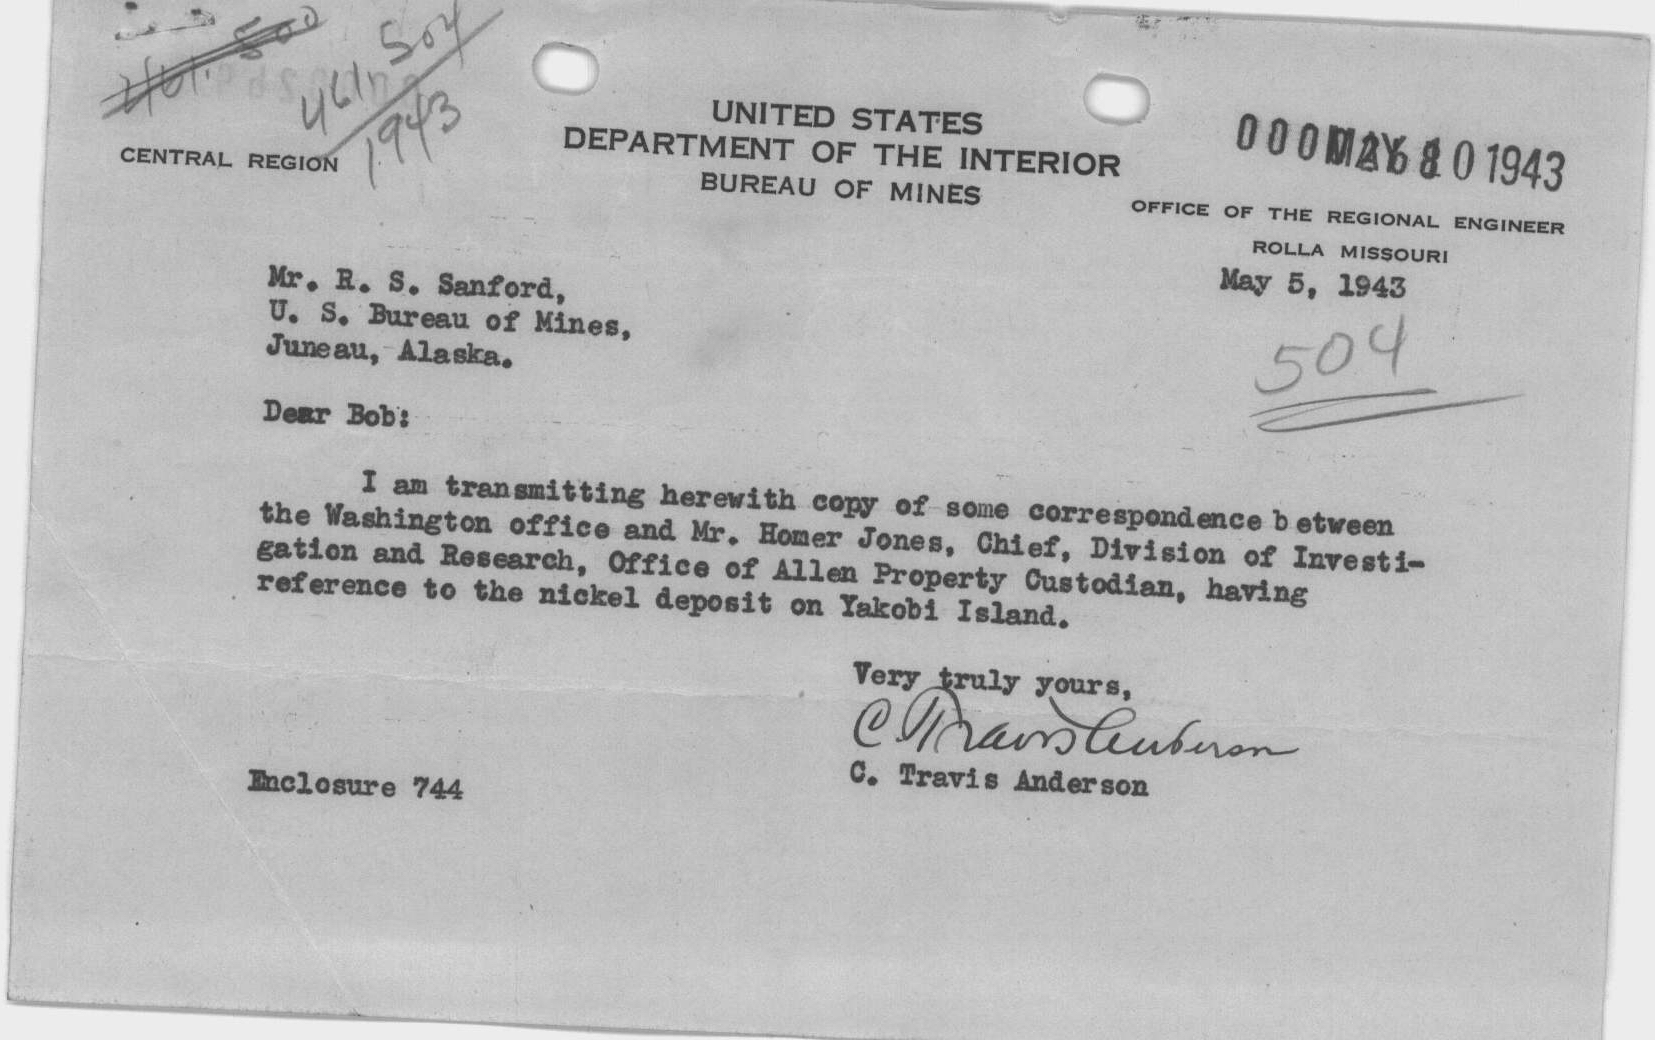 461. 504
1943
UNITED STATES
DEPARTMENT OF THE INTERIOR
BUREAU OF MINES
CENTRAL REGION
MAY 10 1943
OFFICE OF THE REGIONAL ENGINEER
ROLLA MISSOURI
May 5, 1943
504
Mr. R. S. Sanford,
U. S. Bureau of Mines,
Juneau, Alaska.
Dear Bob:
I am transmitting herewith copy of some correspondence between
the Washington office and Mr. Homer Jones, Chief, Division of Investi-
gation and Research, Office of Allen Property Custodian, having
reference to the nickel deposit on Yakobi Island.
Very truly yours,
C. Travis Anderson
C. Travis Anderson
Enclosure 744